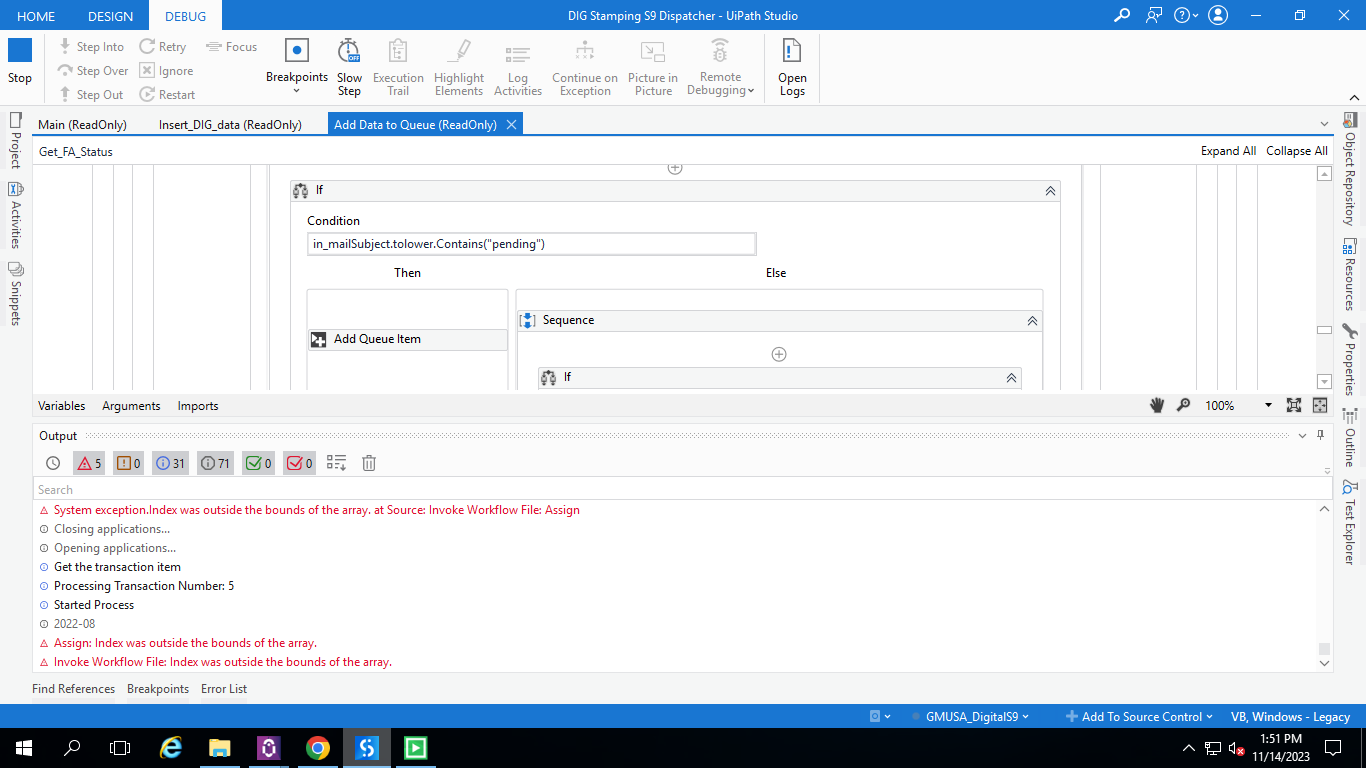 HOME DESIGN DEBUG DIG Stamping S9 Dispatcher - UiPath Studio
Stop
Step Into
Step Over
Step Out
Retry
Ignore
Restart
Focus
Breakpoints
Slow
Step
OFF
Execution
Trail
Highlight
Elements
Log
Activities
Continue on
Exception
Picture in
Picture
Remote
Debugging
Open
Logs
Main (ReadOnly) Insert_DIG_data (ReadOnly) Add Data to Queue (ReadOnly)
Get_FA_Status Expand All Collapse All
Project
Activities
Snippets
If
Condition
in_mailSubject.tolower.Contains("pending")
Then Else
Sequence
Add Queue Item
If
Variables Arguments Imports 100%
Output
5 0 31 71 0 0
Search
System exception.Index was outside the bounds of the array. at Source: Invoke Workflow File: Assign
Closing applications...
Opening applications...
Get the transaction item
Processing Transaction Number: 5
Started Process
2022-08
Assign: Index was outside the bounds of the array.
Invoke Workflow File: Index was outside the bounds of the array.
Object Repository
Resources
Properties
Outline
Test Explorer
Find References Breakpoints Error List
GMUSA_DigitalS9 Add To Source Control VB, Windows - Legacy
1:51 PM
11/14/2023